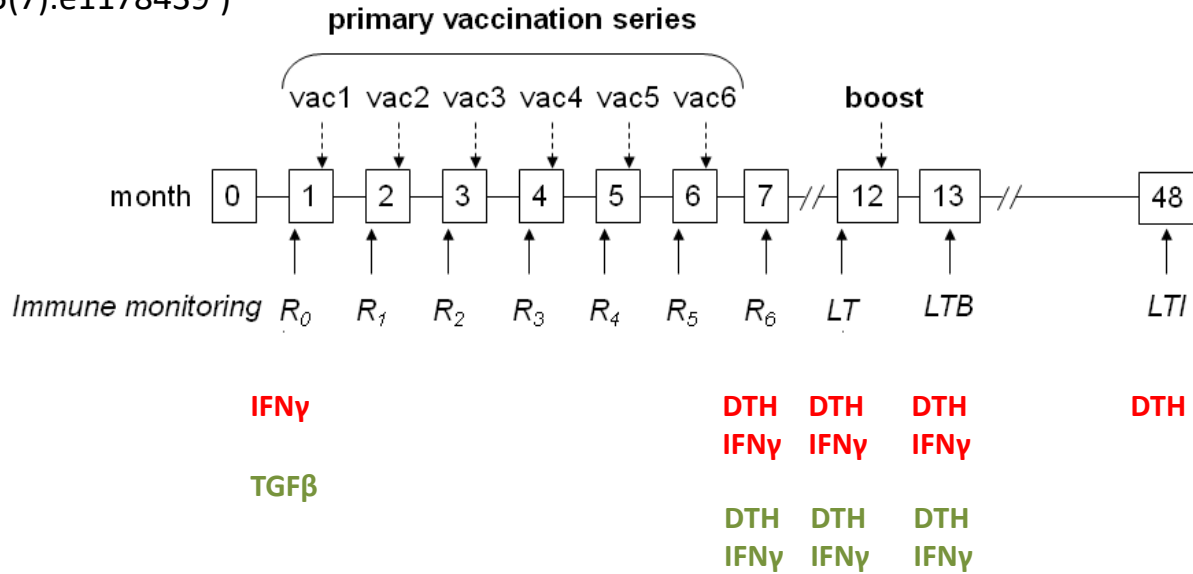 (7):e1178439 )
primary vaccination series
vac1 vac2 vac3 vac4 vac5 vac6 boost
month 0 1 2 3 4 5 6 7 // 12 13 // 48
Immune monitoring R0 R1 R2 R3 R4 R5 R6 LT LTB LTI
IFNγ DTH DTH DTH DTH
IFNγ IFNγ IFNγ
TGFβ
DTH DTH DTH
IFNγ IFNγ IFNγ